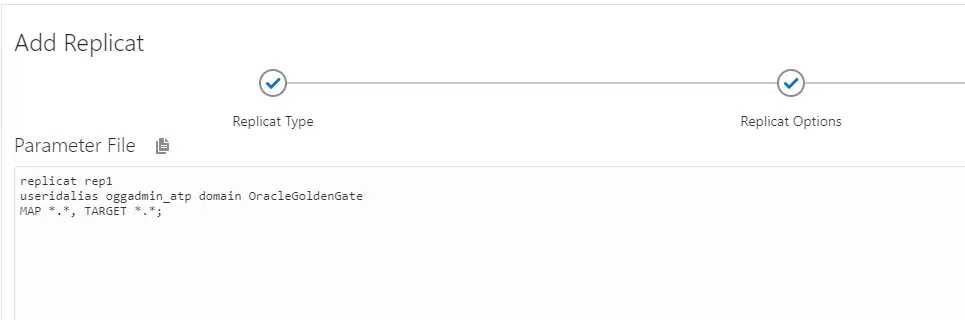 Add Replicat
Replicat Type
Replicat Options
Parameter File
replicat rep1
useridalias oggadmin_atp domain OracleGoldenGate
MAP *.*, TARGET *.*;